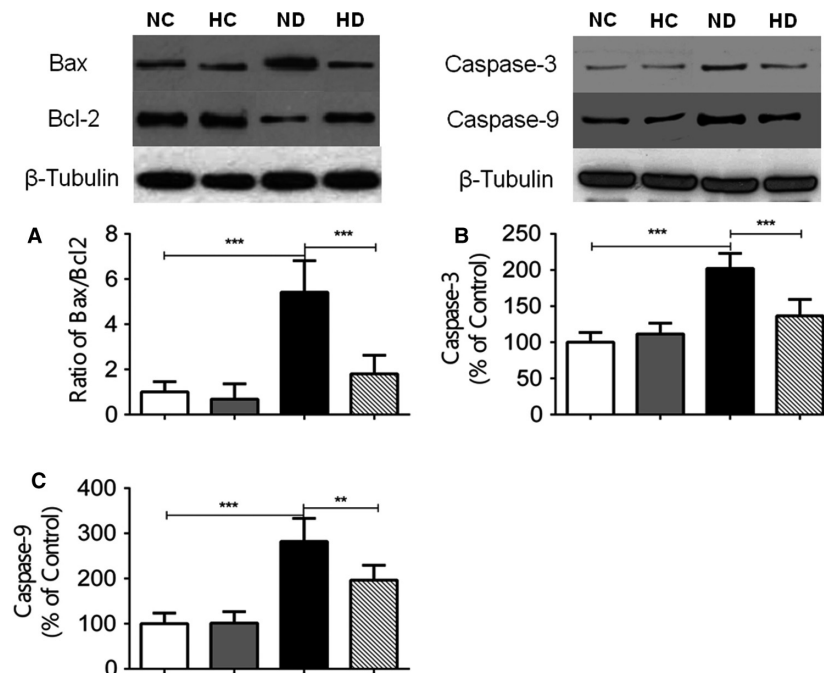 NC HC ND HD
Bax
Bcl-2
β-Tubulin
NC HC ND HD
Caspase-3
Caspase-9
β-Tubulin
A
Ratio of Bax/Bcl2
8
6
4
2
0
***
***
B
Caspase-3
(% of Control)
250
200
150
100
50
0
***
***
C
Caspase-9
(% of Control)
400
300
200
100
0
***
**